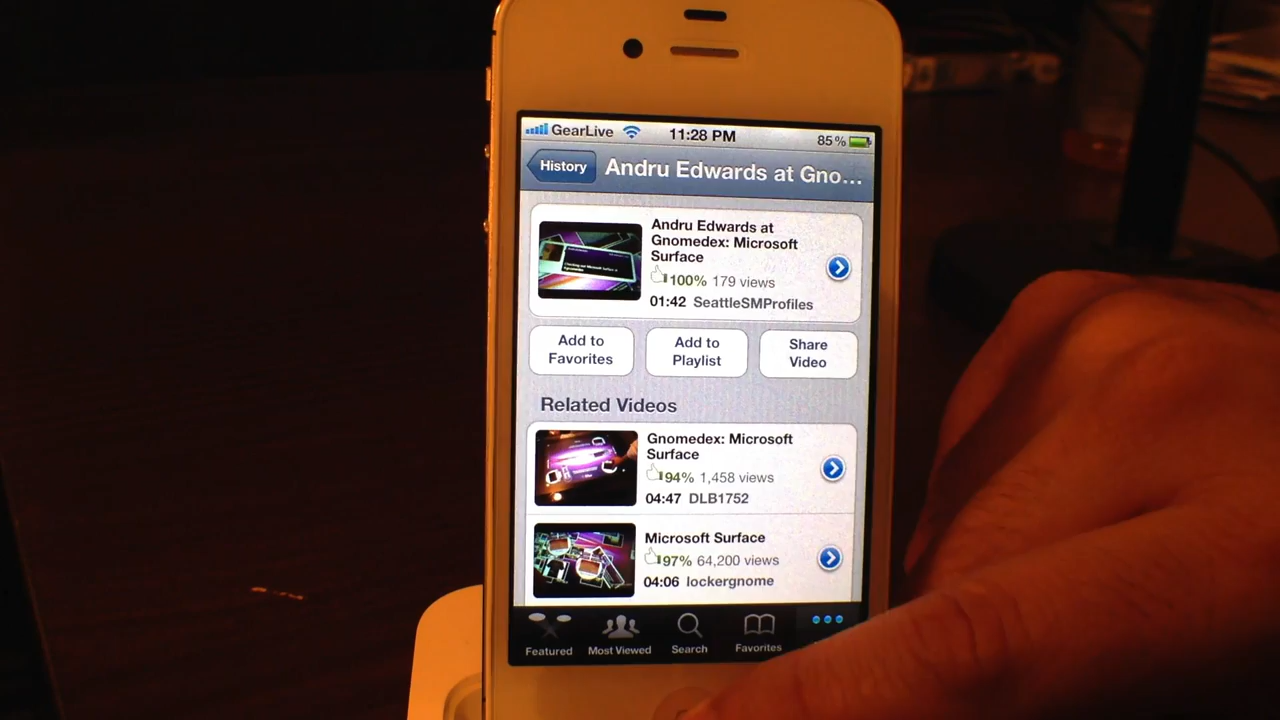 GearLive 11:28 PM 85%
History Andru Edwards at Gno...
Andru Edwards at
Gnomedex: Microsoft
Surface
100% 179 views
01:42 SeattleSMProfiles
Add to Favorites
Add to Playlist
Share Video
Related Videos
Gnomedex: Microsoft
Surface
94% 1,458 views
04:47 DLB1752
Microsoft Surface
97% 64,200 views
04:06 lockergnome
Featured Most Viewed Search Favorites